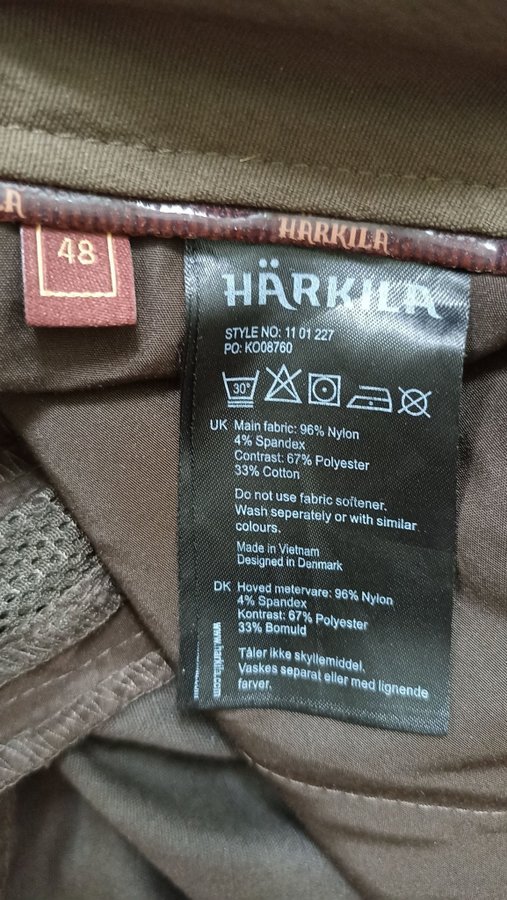 LA
HÄRKILA
48
HÄRKILA
STYLE NO: 11 01 227
PO: KO08760
30°
UK Main fabric: 96% Nylon
4% Spandex
Contrast: 67% Polyester
33% Cotton
Do not use fabric softener.
Wash seperately or with similar
colours.
Made in Vietnam
Designed in Denmark
DK Hoved metervare: 96% Nylon
4% Spandex
Kontrast: 67% Polyester
33% Bomuld
Tåler ikke skyllemiddel.
Vaskes separat eller med lignende
farver.
www.harkila.com